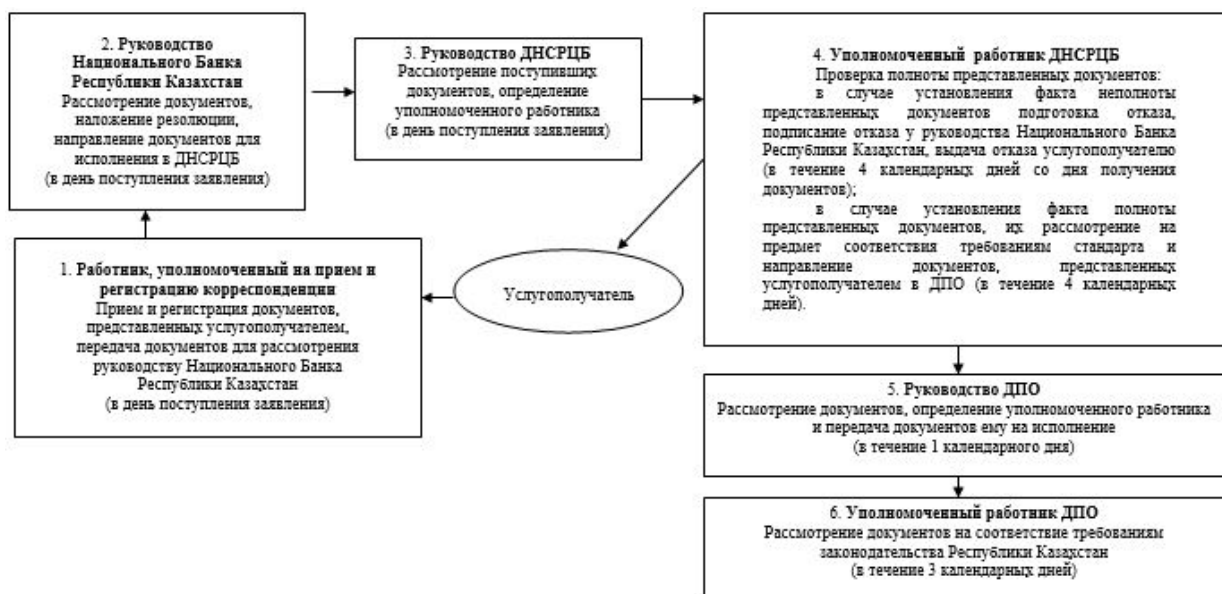 2. Руководство
Национального Банка
Республики Казахстан
Рассмотрение документов,
наложение резолюции,
направление документов для
исполнения в ДНСРЦБ
(в день поступления заявления)
3. Руководство ДНСРЦБ
Рассмотрение поступивших
документов, определение
уполномоченного работника
(в день поступления заявления)
4. Уполномоченный работник ДНСРЦБ
Проверка полноты представленных документов:
в случае установления факта неполноты
представленных документов подготовка отказа,
подписание отказа у руководства Национального Банка
Республики Казахстан, выдача отказа услугополучателю
(в течение 4 календарных дней со дня получения
документов);
в случае установления факта полноты
представленных документов, их рассмотрение на
предмет соответствия требованиям стандарта и
направление документов, представленных
услугополучателем в ДПО (в течение 4 календарных
дней).
1. Работник, уполномоченный на прием и
регистрацию корреспонденции
Прием и регистрация документов,
представленных услугополучателем,
передача документов для рассмотрения
руководству Национального Банка
Республики Казахстан
(в день поступления заявления)
Услугополучатель
5. Руководство ДПО
Рассмотрение документов, определение уполномоченного работника
и передача документов ему на исполнение
(в течение 1 календарного дня)
6. Уполномоченный работник ДПО
Рассмотрение документов на соответствие требованиям
законодательства Республики Казахстан
(в течение 3 календарных дней)